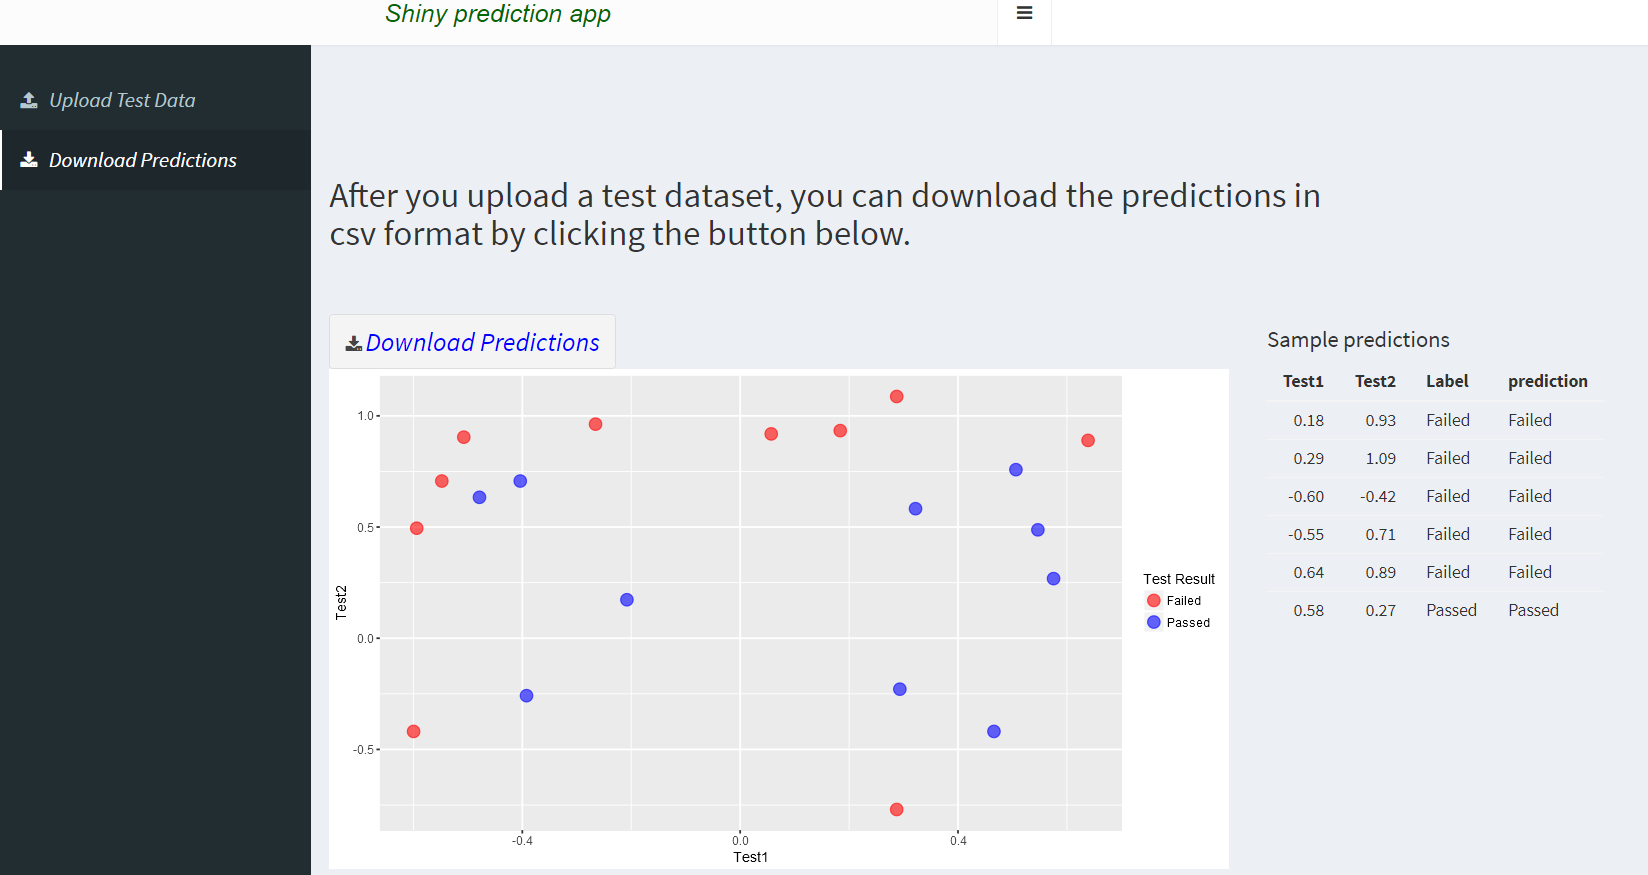 Shiny prediction app
Upload Test Data
Download Predictions
After you upload a test dataset, you can download the predictions in
csv format by clicking the button below.
Download Predictions
Sample predictions
Test1 Test2 Label prediction
0.18 0.93 Failed Failed
0.29 1.09 Failed Failed
-0.60 -0.42 Failed Failed
-0.55 0.71 Failed Failed
0.64 0.89 Failed Failed
0.58 0.27 Passed Passed
1.0
0.5
0.0
-0.5
Test2
-0.4 0.0 0.4
Test1
Test Result
Failed
Passed